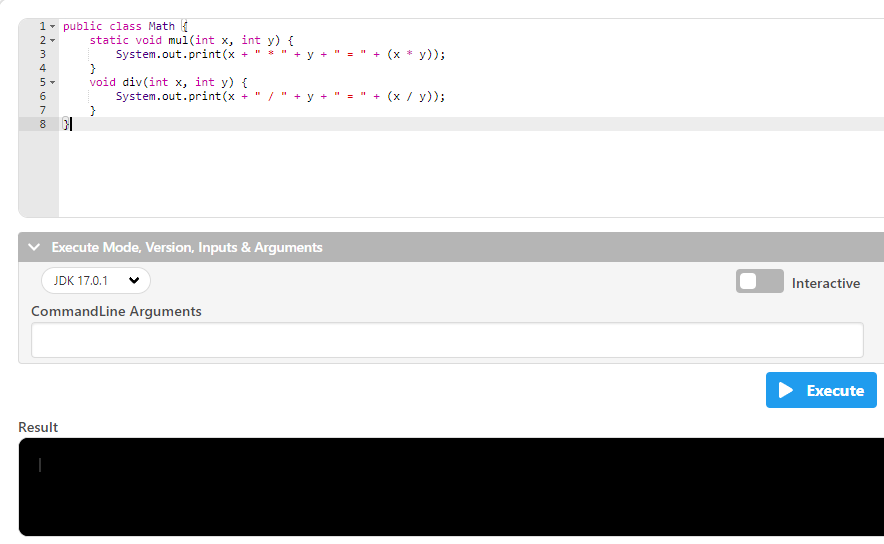 1 public class Math {
2     static void mul(int x, int y) {
3         System.out.print(x + " * " + y + " = " + (x * y));
4     }
5     void div(int x, int y) {
6         System.out.print(x + " / " + y + " = " + (x / y));
7     }
8 }
Execute Mode, Version, Inputs & Arguments
JDK 17.0.1
Interactive
CommandLine Arguments
Execute
Result